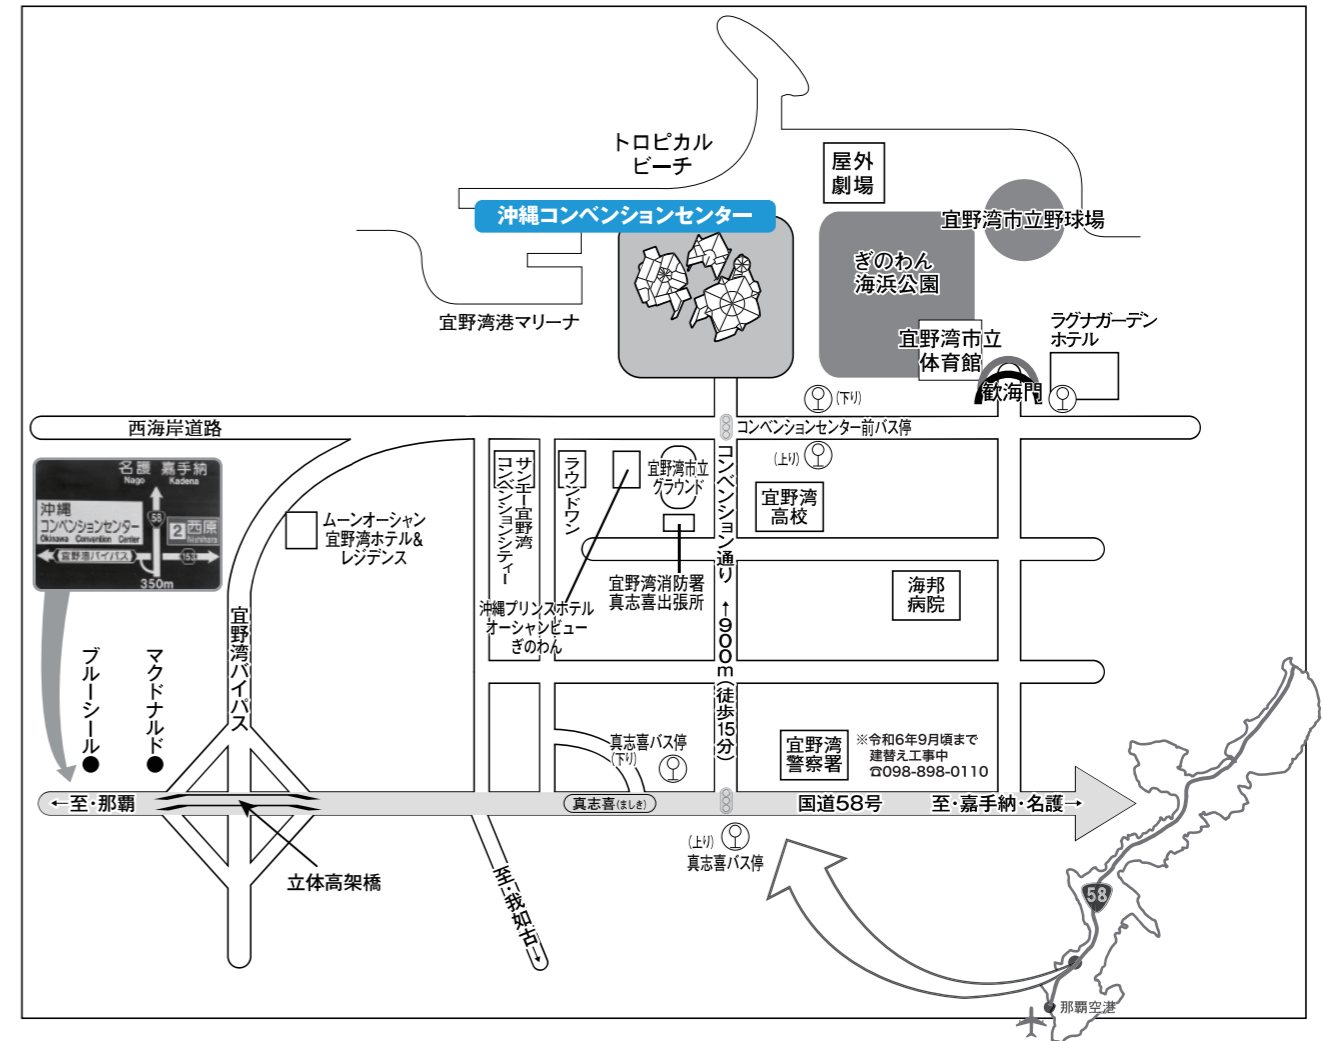 トロピカル
ビーチ
屋外
劇場
沖縄コンベンションセンター
宜野湾市立野球場
ぎのわん
海浜公園
宜野湾港マリーナ
宜野湾市立
体育館
ラグナガーデン
ホテル
歓海門
(下り)
西海岸道路
コンベンションセンター前バス停
(上り)
名護 嘉手納
Nago Kadena
沖縄
コンベンションセンター
Okinawa Convention Center
58
2 西原
Nishihara
宜野湾バイパス
153
350m
ムーンオーシャン
宜野湾ホテル&
レジデンス
サンエー宜野湾
コンベンションシティー
ラウンドワン
宜野湾市立
グラウンド
コンベンション通り
↑900m(徒歩15分)
宜野湾
高校
宜野湾消防署
真志喜出張所
海邦
病院
沖縄プリンスホテル
オーシャンビュー
ぎのわん
宜野湾バイパス
ブルーシール
マクドナルド
真志喜バス停
(下り)
宜野湾
警察署
※令和6年9月頃まで
建替え工事中
☎098-898-0110
←至・那覇
真志喜(ましき)
国道58号
至・嘉手納・名護→
(上り)
真志喜バス停
立体高架橋
至・我如古→
58
那覇空港